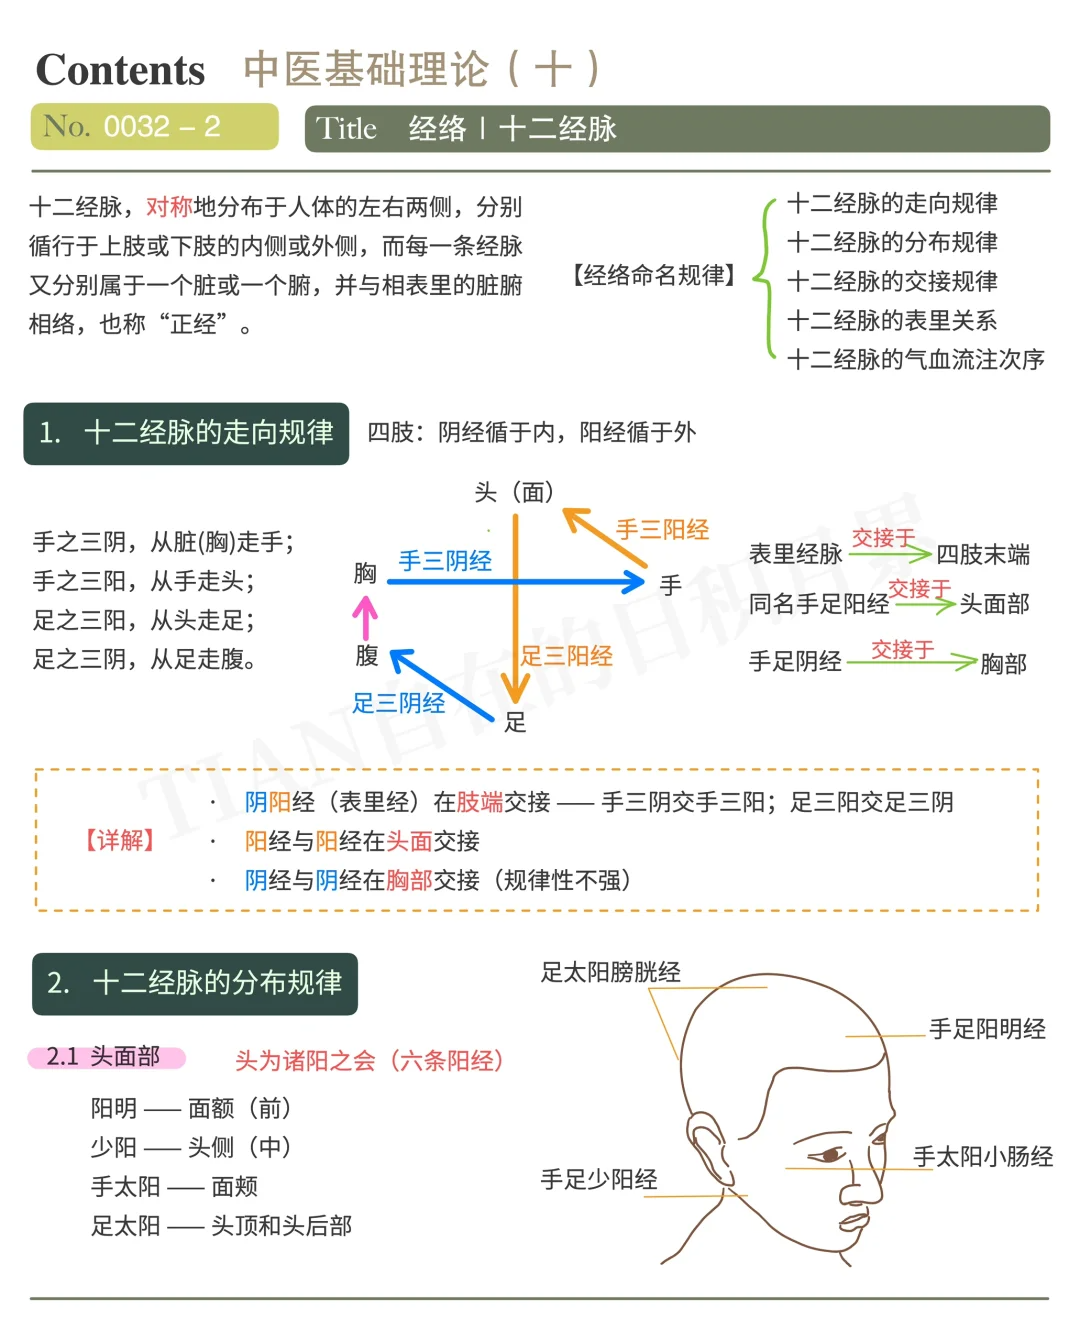 Contents 中医基础理论（十）
No. 0032 – 2
Title 经络 | 十二经脉
十二经脉，对称地分布于人体的左右两侧，分别
循行于上肢或下肢的内侧或外侧，而每一条经脉
又分别属于一个脏或一个腑，并与相表里的脏腑
相络，也称“正经”。
【经络命名规律】
十二经脉的走向规律
十二经脉的分布规律
十二经脉的交接规律
十二经脉的表里关系
十二经脉的气血流注次序
1. 十二经脉的走向规律
四肢：阴经循于内，阳经循于外
手之三阴，从脏(胸)走手；
手之三阳，从手走头；
足之三阳，从头走足；
足之三阴，从足走腹。
头（面）
手三阳经
手三阴经
胸
手
腹
足三阳经
足三阴经
足
表里经脉 交接于 四肢末端
同名手足阳经 交接于 头面部
手足阴经 交接于 胸部
【详解】
· 阴阳经（表里经）在肢端交接 —— 手三阴交手三阳；足三阳交足三阴
· 阳经与阳经在头面交接
· 阴经与阴经在胸部交接（规律性不强）
2. 十二经脉的分布规律
2.1 头面部
头为诸阳之会（六条阳经）
阳明 —— 面额（前）
少阳 —— 头侧（中）
手太阳 —— 面颊
足太阳 —— 头顶和头后部
足太阳膀胱经
手足阳明经
手太阳小肠经
手足少阳经
TIAN自在的日积月累